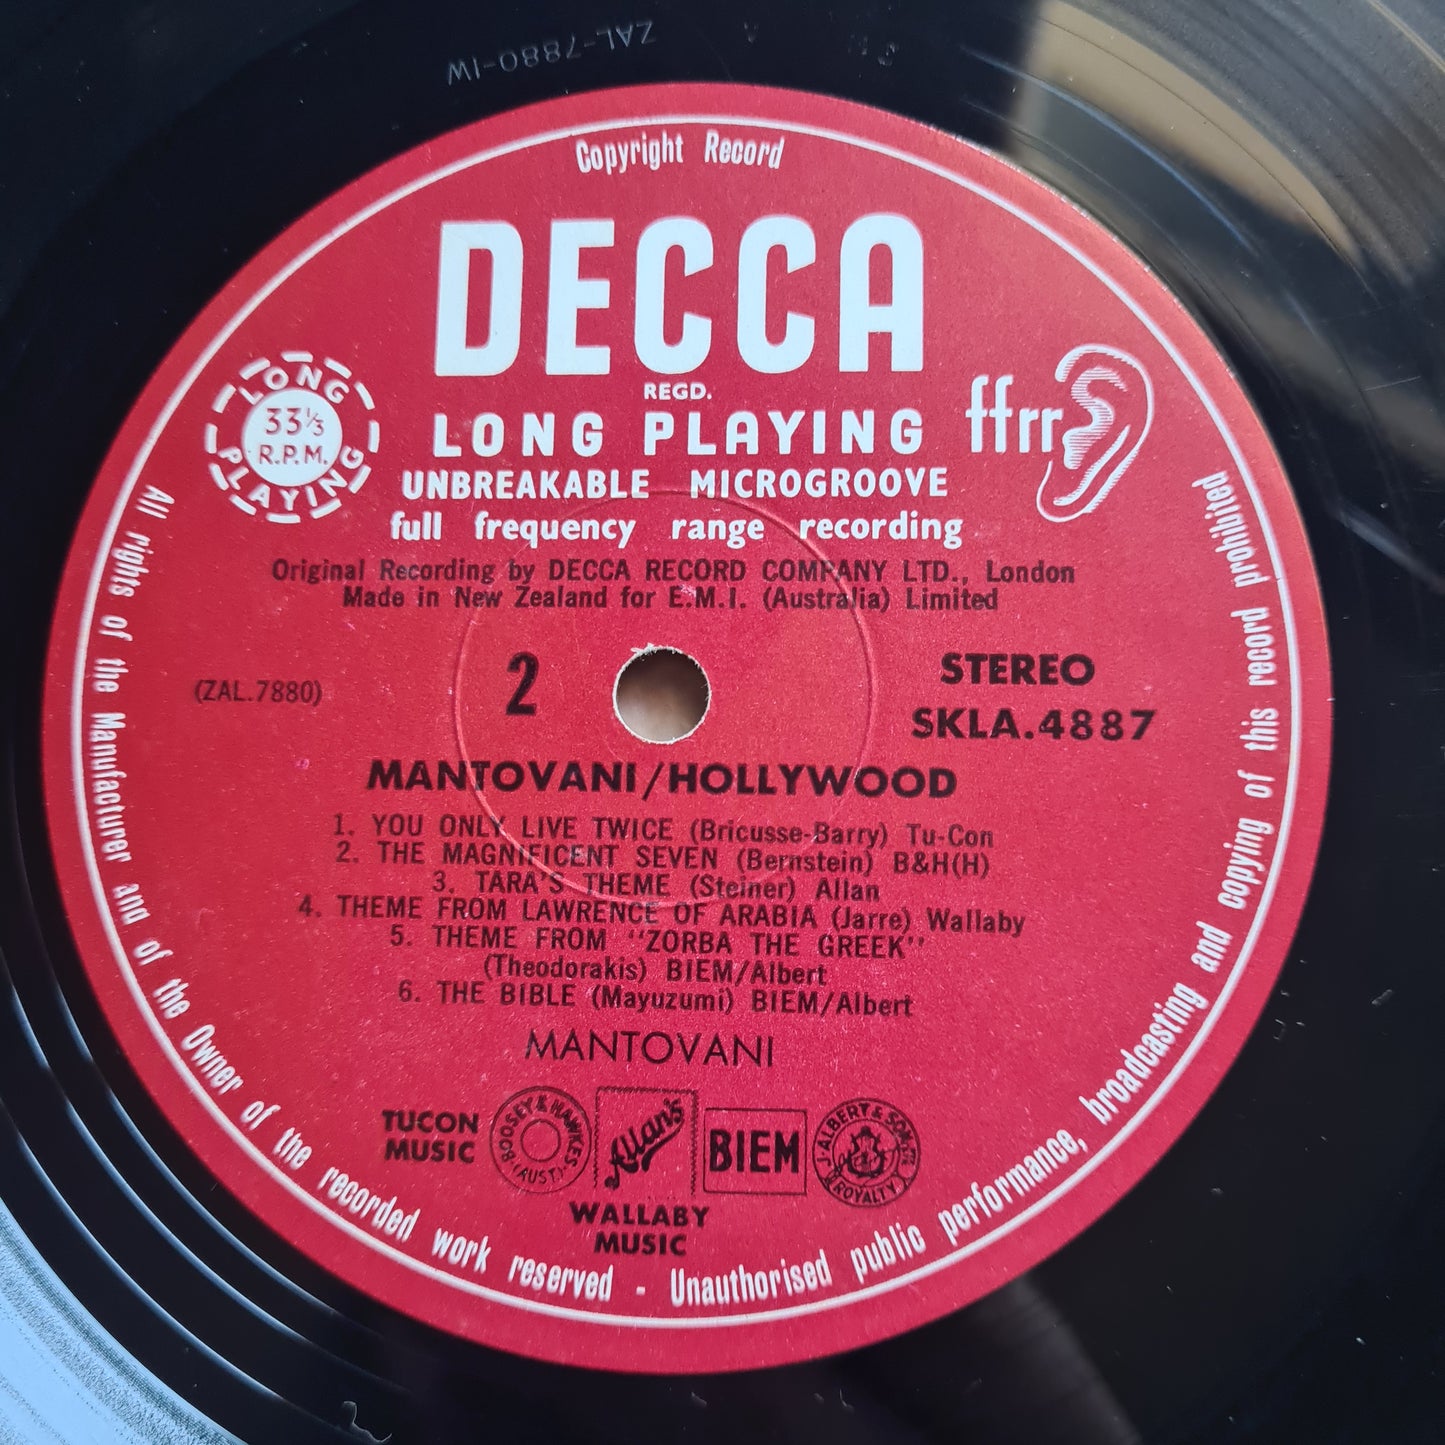 ZAL-7880-1W
Copyright Record
DECCA
REGD.
LONG PLAYING
33⅓
R.P.M.
ffrr
LONG PLAYING
UNBREAKABLE MICROGROOVE
full frequency range recording
Original Recording by DECCA RECORD COMPANY LTD., London
Made in New Zealand for E.M.I. (Australia) Limited
2
STEREO
(ZAL.7880)
SKLA.4887
MANTOVANI/HOLLYWOOD
1. YOU ONLY LIVE TWICE (Bricusse-Barry) Tu-Con
2. THE MAGNIFICENT SEVEN (Bernstein) B&H(H)
3. TARA'S THEME (Steiner) Allan
4. THEME FROM LAWRENCE OF ARABIA (Jarre) Wallaby
5. THEME FROM "ZORBA THE GREEK"
(Theodorakis) BIEM/Albert
6. THE BIBLE (Mayuzumi) BIEM/Albert
MANTOVANI
TUCON
MUSIC
BOOSEY & HAWKES
(AUST.)
Allan's
BIEM
J. ALBERT & SON
ROYALTY
WALLABY
MUSIC
All rights of the Manufacturer and of the Owner of the recorded work reserved - Unauthorised public performance, broadcasting and copying of this record prohibited